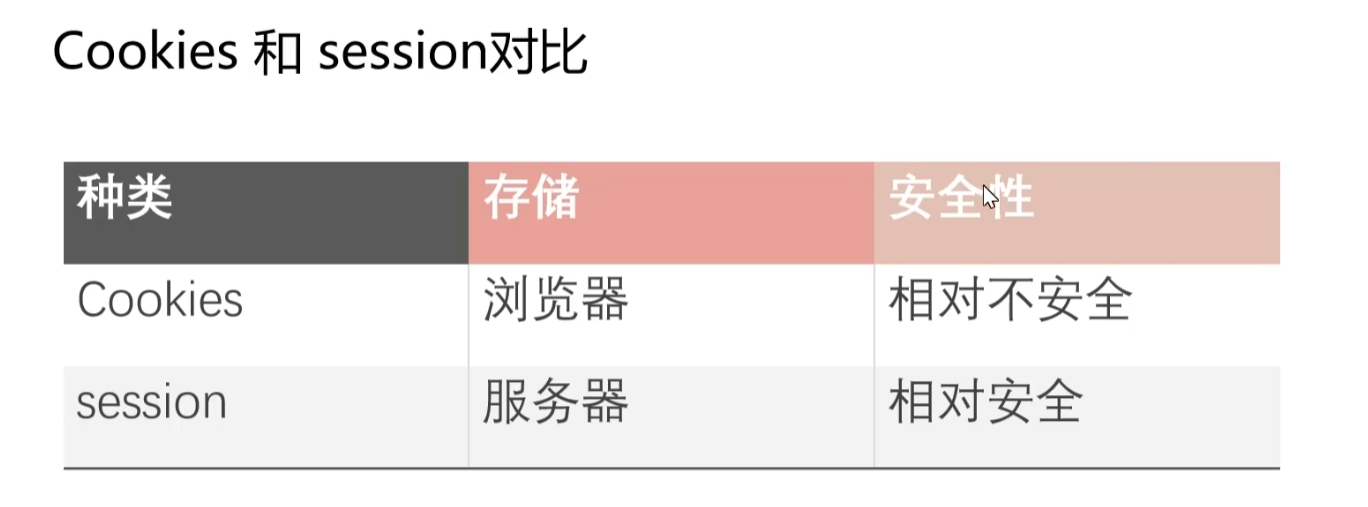 Cookies 和 session对比
种类 存储 安全性
Cookies 浏览器 相对不安全
session 服务器 相对安全